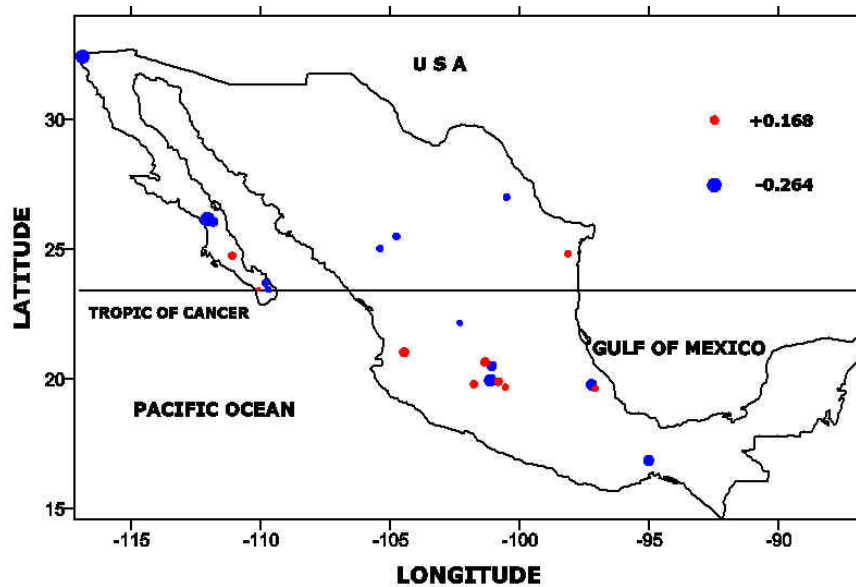 U S A
30
+0.168
-0.264
25
LATITUDE
TROPIC OF CANCER
GULF OF MEXICO
20
PACIFIC OCEAN
15
-115 -110 -105 -100 -95 -90
LONGITUDE